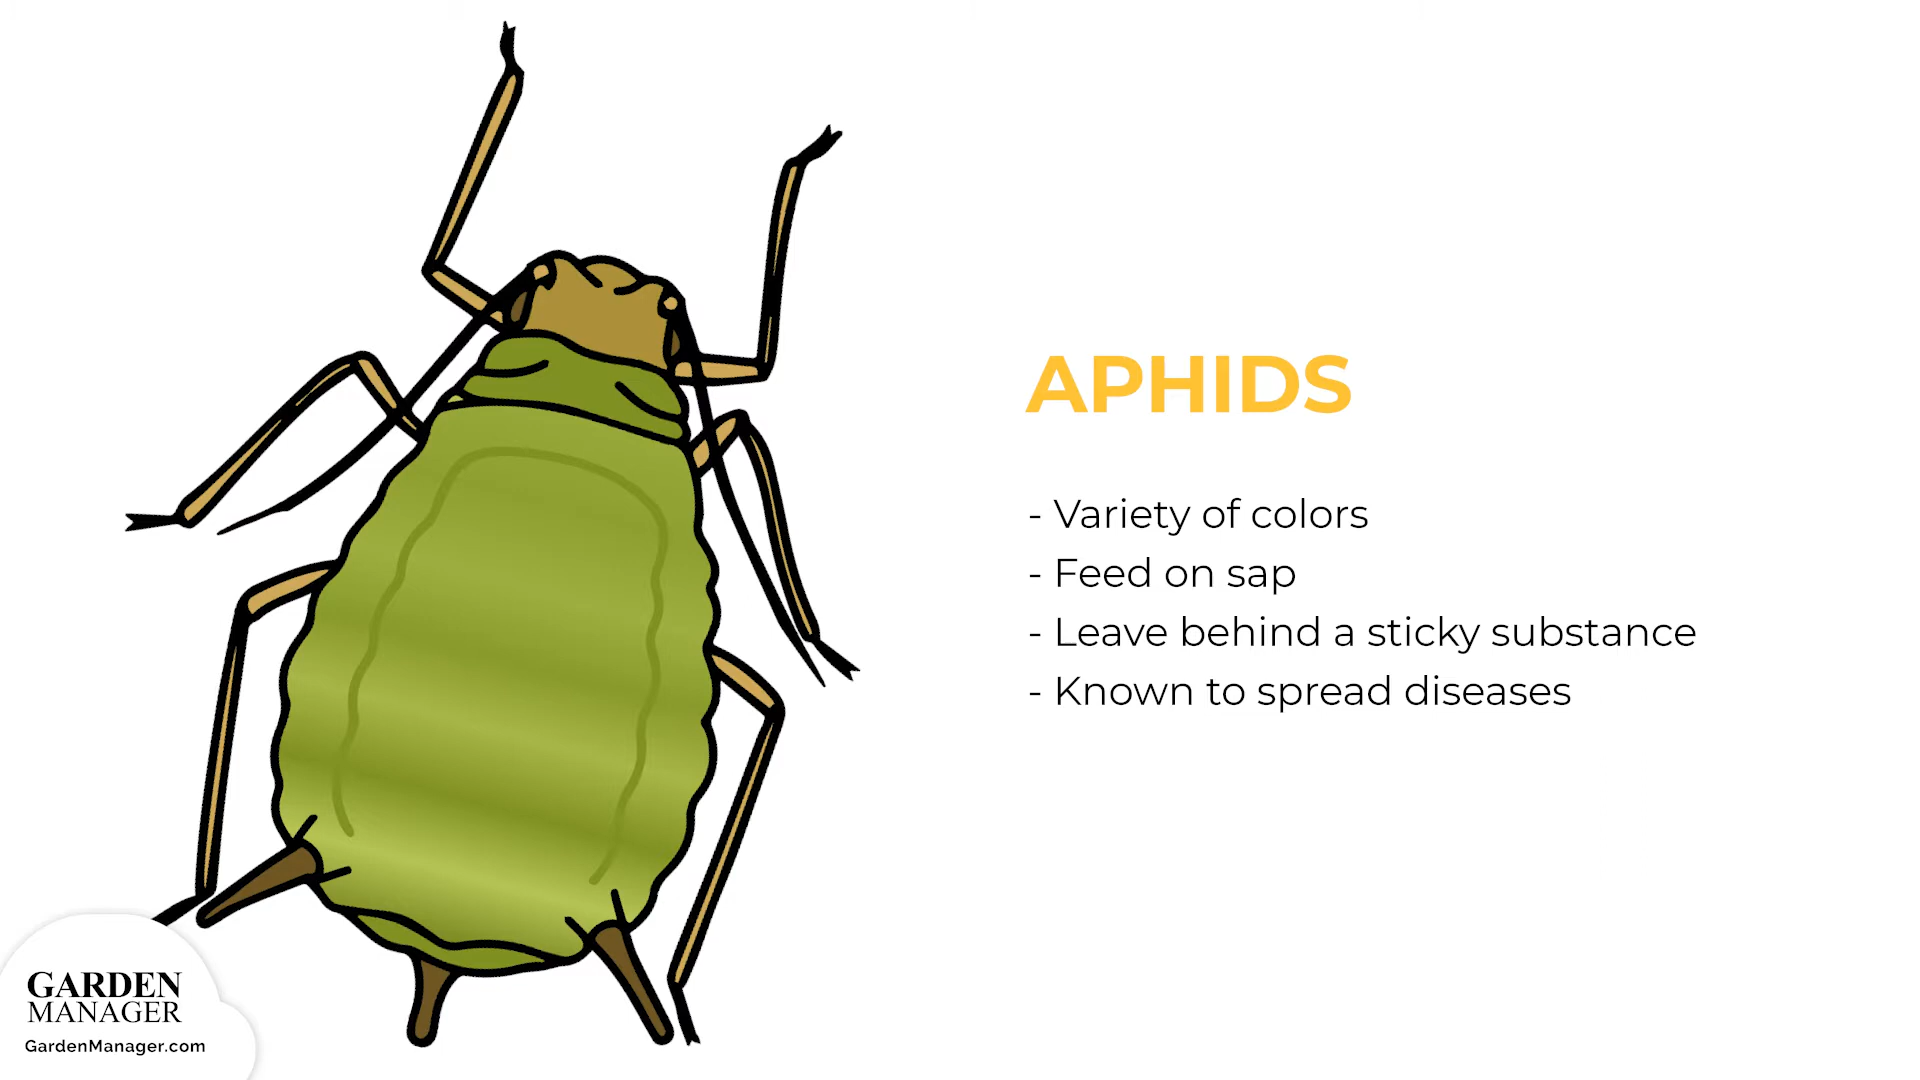 APHIDS
- Variety of colors
- Feed on sap
- Leave behind a sticky substance
- Known to spread diseases
GARDEN
MANAGER
GardenManager.com